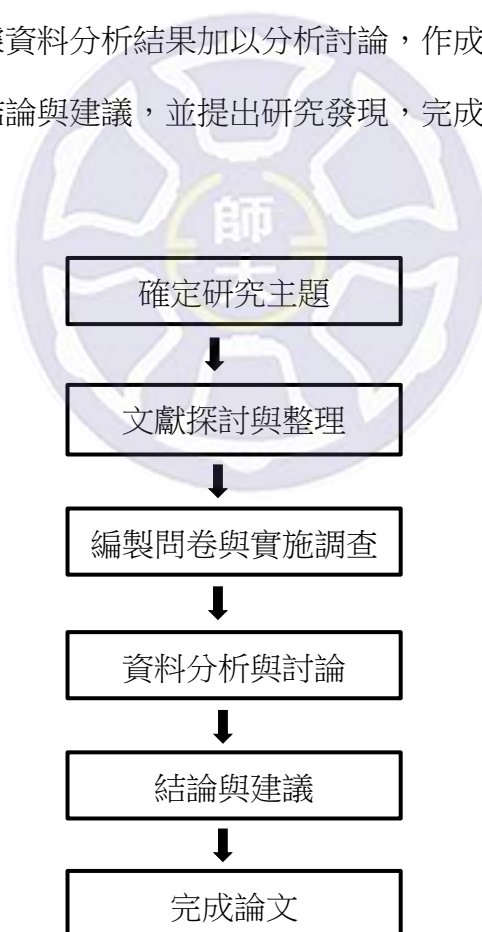 資料分析結果加以分析討論，作成
論與建議，並提出研究發現，完成
師
確定研究主題
文獻探討與整理
編製問卷與實施調查
資料分析與討論
結論與建議
完成論文